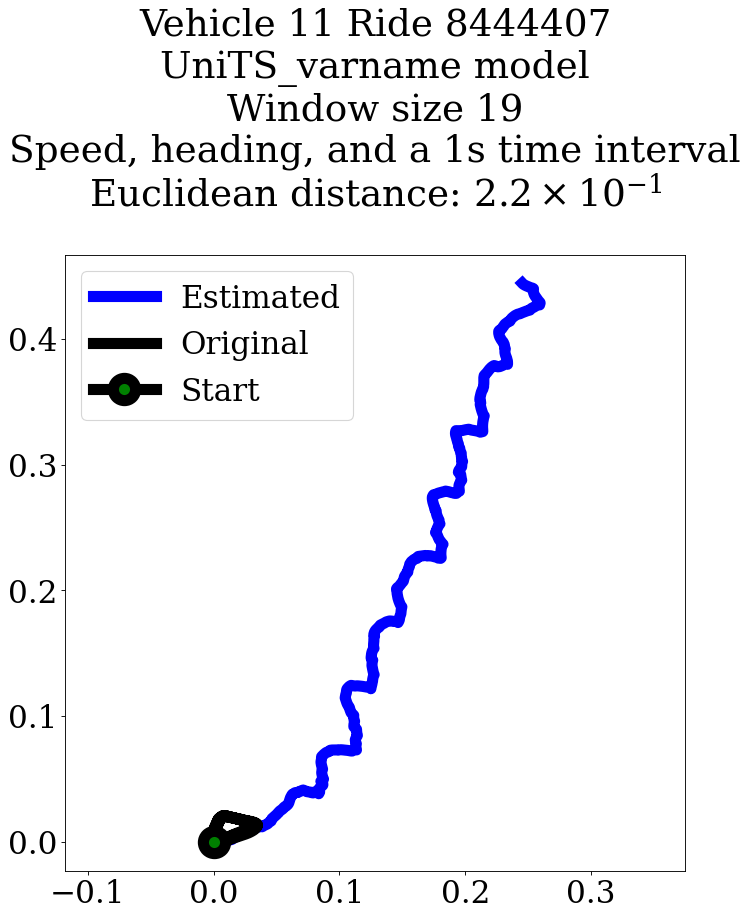 Vehicle 11 Ride 8444407
UniTS_varname model
Window size 19
Speed, heading, and a 1s time interval
Euclidean distance: 2.2 × 10⁻¹
Estimated
Original
Start
0.4
0.3
0.2
0.1
0.0
−0.1 0.0 0.1 0.2 0.3